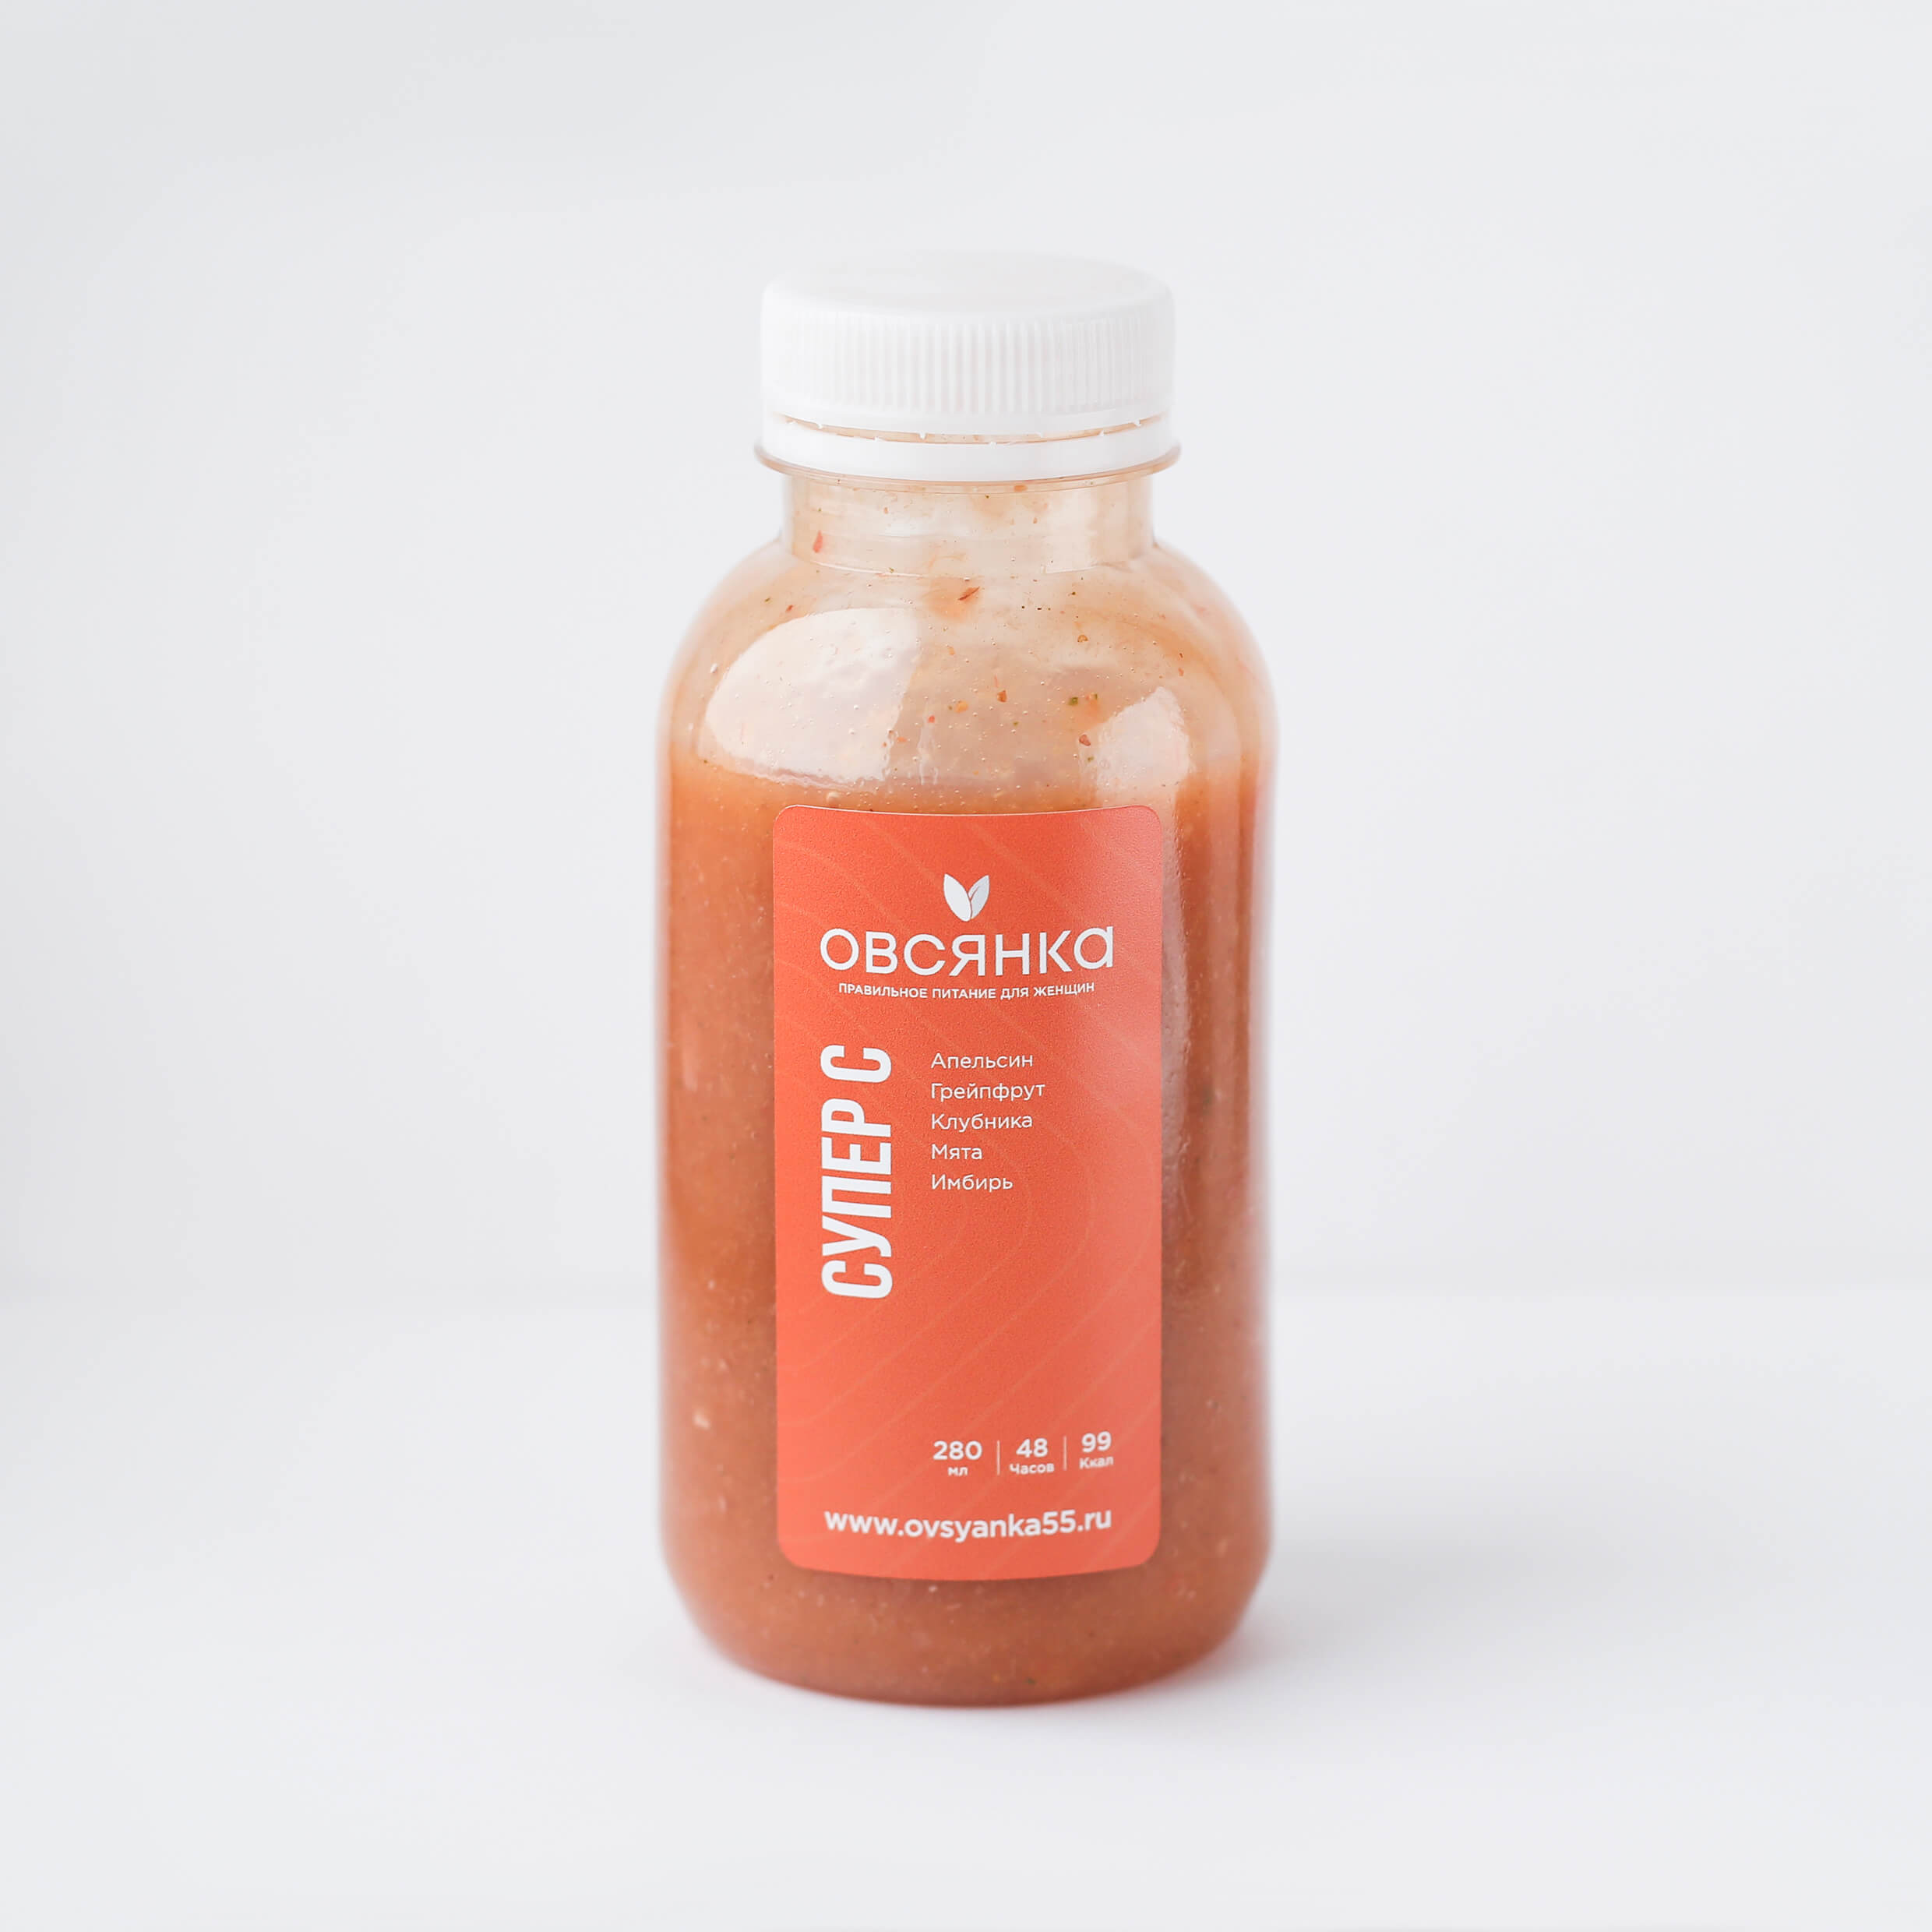 ОВСЯНКА
ПРАВИЛЬНОЕ ПИТАНИЕ ДЛЯ ЖЕНЩИН
СУПЕР С
Апельсин
Грейпфрут
Клубника
Мята
Имбирь
280 48 99
мл Часов Ккал
www.ovsyanka55.ru